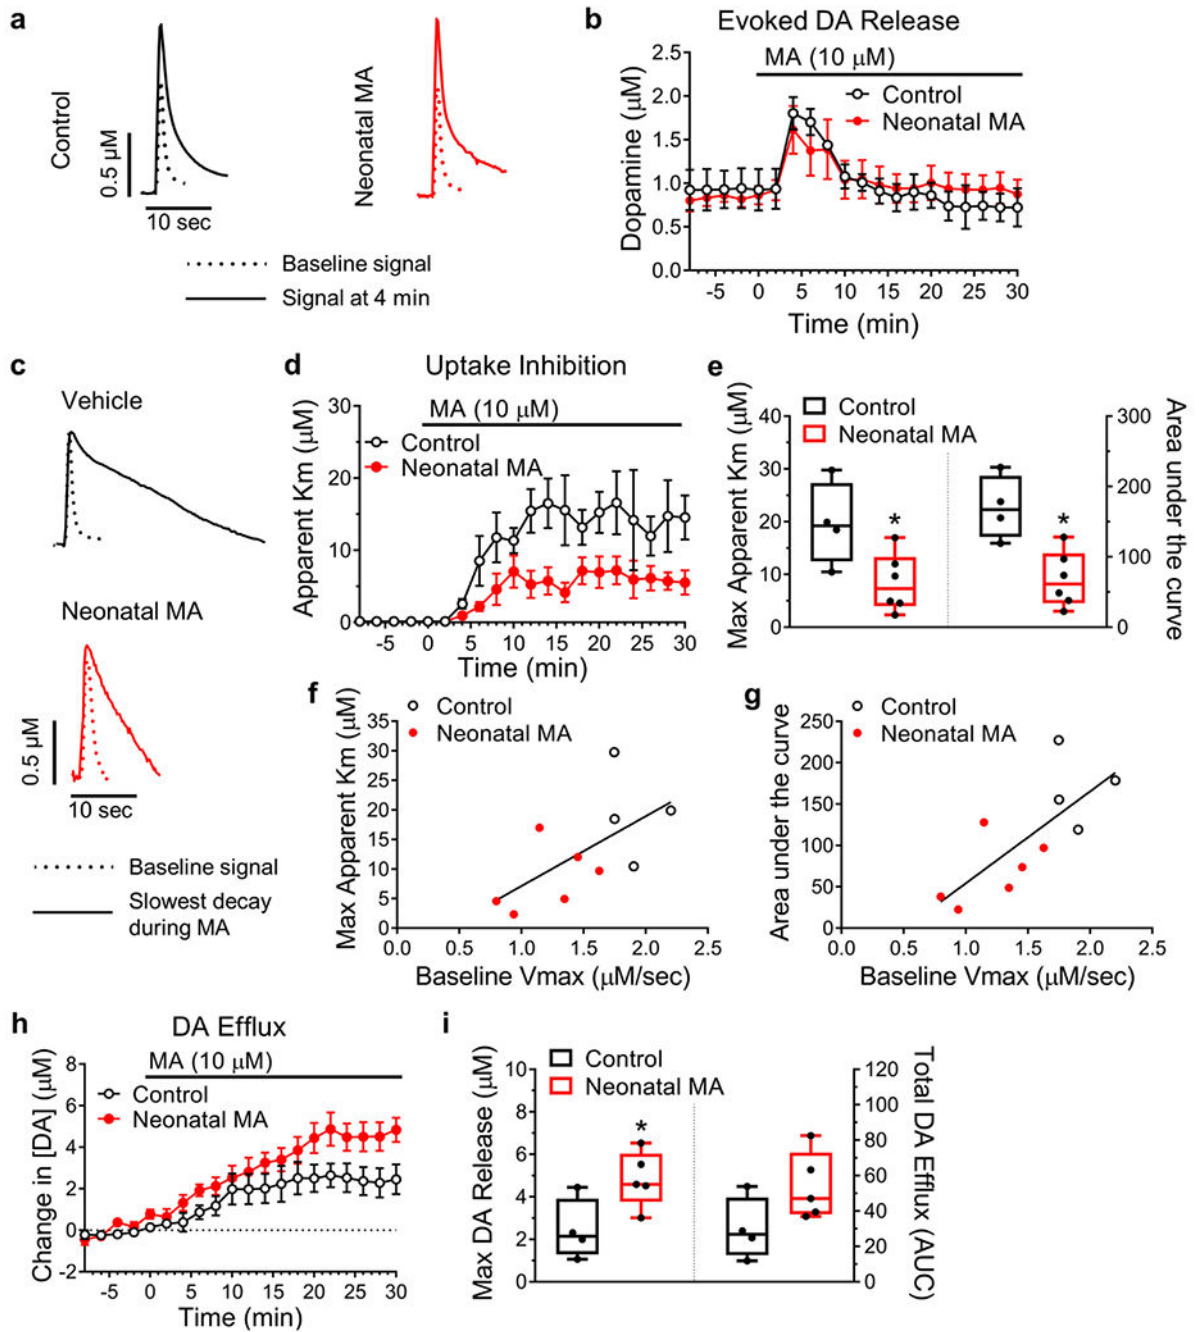 a
Control
0.5 μM
10 sec
Neonatal MA
Baseline signal
Signal at 4 min
b
Evoked DA Release
MA (10 μM)
Control
Neonatal MA
Dopamine (μM)
2.5
2.0
1.5
1.0
0.5
0.0
-5 0 5 10 15 20 25 30
Time (min)
c
Vehicle
Neonatal MA
0.5 μM
10 sec
Baseline signal
Slowest decay
during MA
d
Uptake Inhibition
MA (10 μM)
Control
Neonatal MA
Apparent Km (μM)
30
20
10
0
-5 0 5 10 15 20 25 30
Time (min)
e
Control
Neonatal MA
Max Apparent Km (μM)
40
30
20
10
0
*
*
300
200
100
0
Area under the curve
f
Control
Neonatal MA
Max Apparent Km (μM)
35
30
25
20
15
10
5
0
0.0 0.5 1.0 1.5 2.0 2.5
Baseline Vmax (μM/sec)
g
Control
Neonatal MA
Area under the curve
250
200
150
100
50
0
0.0 0.5 1.0 1.5 2.0 2.5
Baseline Vmax (μM/sec)
h
DA Efflux
MA (10 μM)
Control
Neonatal MA
Change in [DA] (μM)
8
6
4
2
0
-2
-5 0 5 10 15 20 25 30
Time (min)
i
Control
Neonatal MA
Max DA Release (μM)
10
8
6
4
2
0
*
120
100
80
60
40
20
0
Total DA Efflux (AUC)